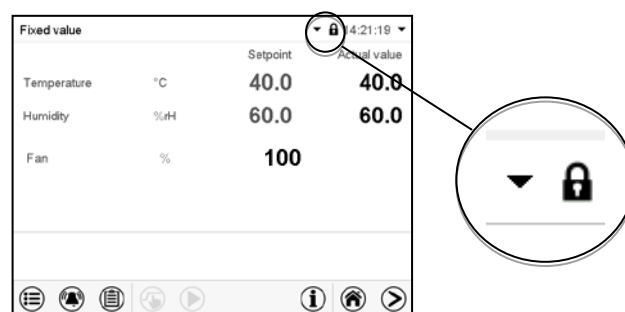 Fixed value 14:21:19
Setpoint Actual value
Temperature °C 40.0 40.0
Humidity %rH 60.0 60.0
Fan % 100